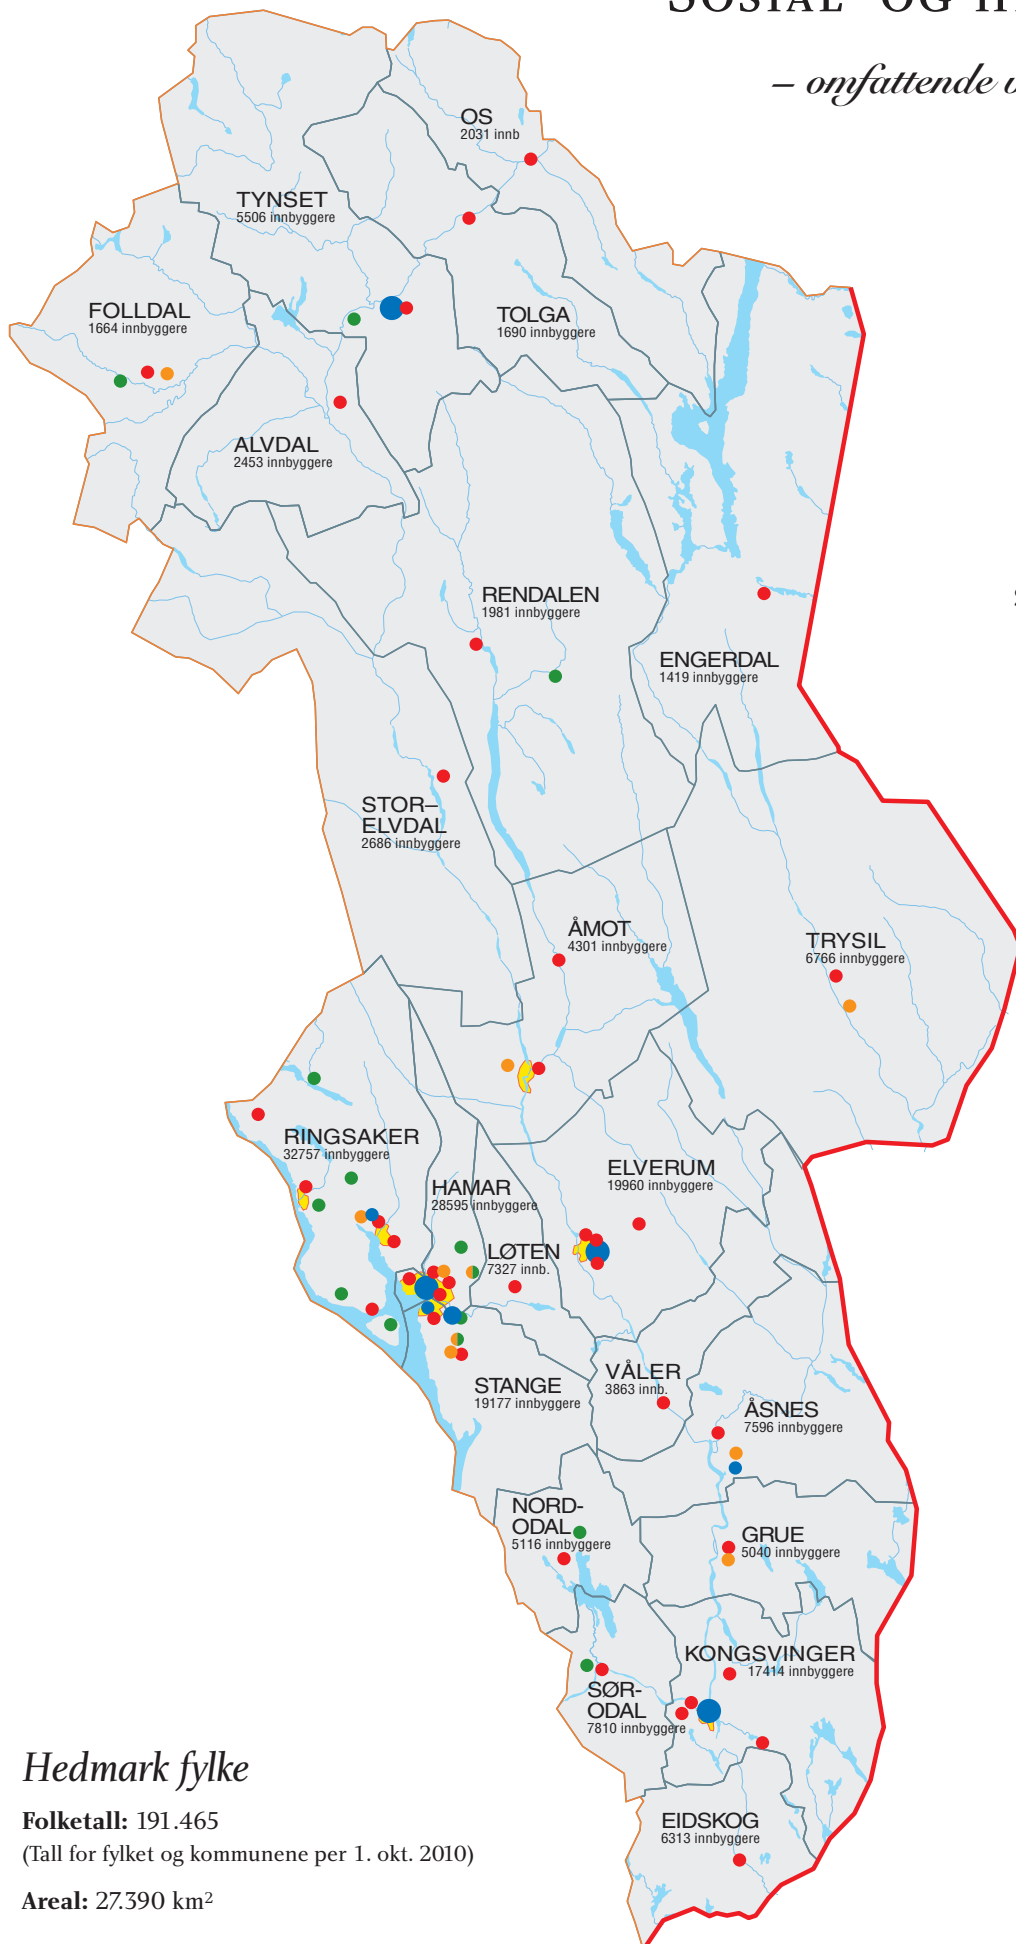 SOSIAL- OG H
– omfattende
OS
2031 innb
TYNSET
5506 innbyggere
FOLLDAL
1664 innbyggere
TOLGA
1690 innbyggere
ALVDAL
2453 innbyggere
RENDALEN
1981 innbyggere
ENGERDAL
1419 innbyggere
STOR–
ELVDAL
2686 innbyggere
ÅMOT
4301 innbyggere
TRYSIL
6766 innbyggere
RINGSAKER
32757 innbyggere
HAMAR
28595 innbyggere
ELVERUM
19960 innbyggere
LØTEN
7327 innb.
STANGE
19177 innbyggere
VÅLER
3863 innb.
ÅSNES
7596 innbyggere
NORD-
ODAL
5116 innbyggere
GRUE
5040 innbyggere
KONGSVINGER
17414 innbyggere
SØR-
ODAL
7810 innbyggere
EIDSKOG
6313 innbyggere
Hedmark fylke
Folketall: 191.465
(Tall for fylket og kommunene per 1. okt. 2010)
Areal: 27.390 km²